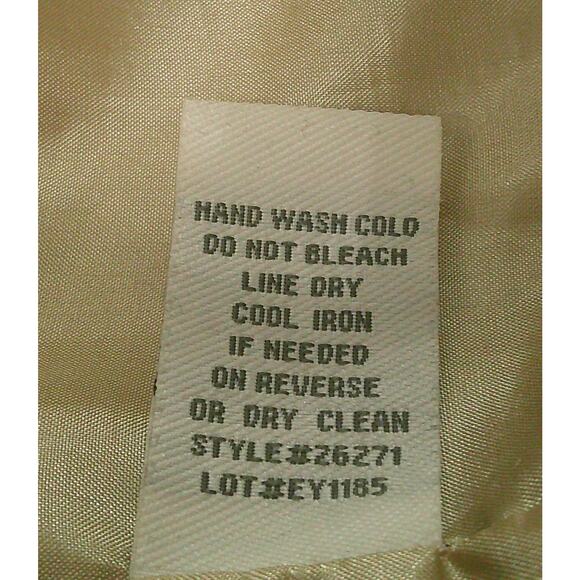 HAND WASH COLD
DO NOT BLEACH
LINE DRY
COOL IRON
IF NEEDED
ON REVERSE
OR DRY CLEAN
STYLE#26271
LOT#EY1185